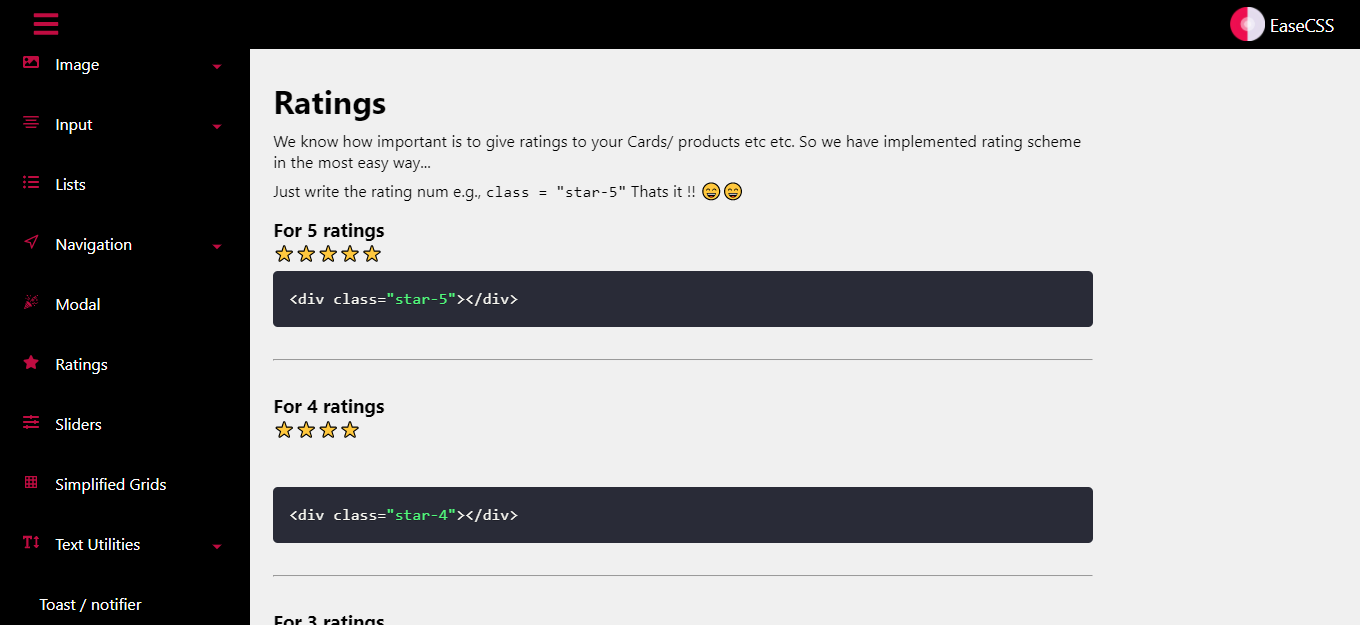 EaseCSS
Image
Input
Lists
Navigation
Modal
Ratings
Sliders
Simplified Grids
Text Utilities
Toast / notifier
Ratings
We know how important is to give ratings to your Cards/ products etc etc. So we have implemented rating scheme
in the most easy way...
Just write the rating num e.g., class = "star-5" Thats it !! 😄😄
For 5 ratings
⭐⭐⭐⭐⭐
<div class="star-5"></div>
For 4 ratings
⭐⭐⭐⭐
<div class="star-4"></div>
For 3 ratings